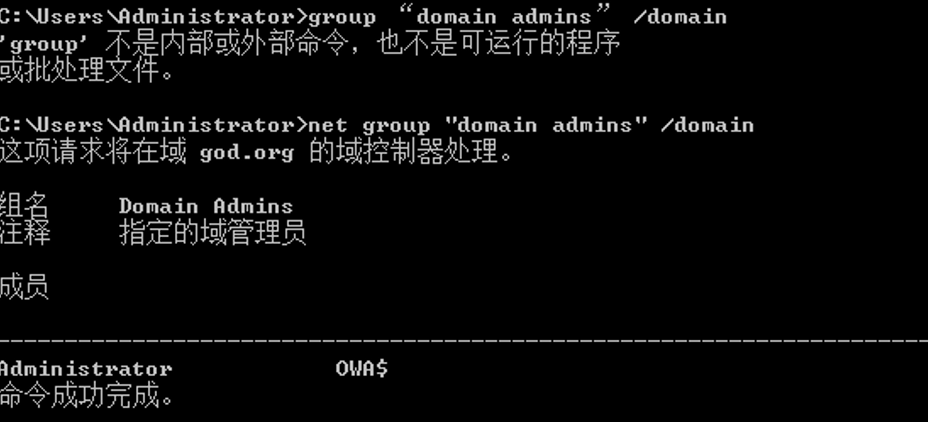 C:\Users\Administrator>group “domain admins” /domain
'group' 不是内部或外部命令，也不是可运行的程序
或批处理文件。
C:\Users\Administrator>net group "domain admins" /domain
这项请求将在域 god.org 的域控制器处理。
组名 Domain Admins
注释 指定的域管理员
成员
-------------------------------------------------------------------------------
Administrator OWA$
命令成功完成。